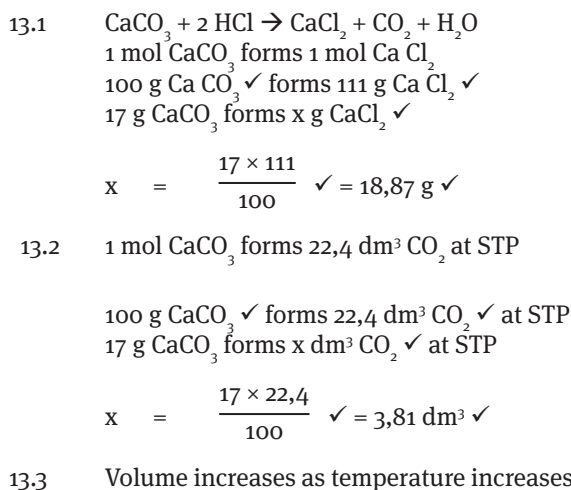 13.1 CaCO₃ + 2 HCl → CaCl₂ + CO₂ + H₂O
1 mol CaCO₃ forms 1 mol Ca Cl₂
100 g Ca CO₃ ✓ forms 111 g Ca Cl₂ ✓
17 g CaCO₃ forms x g CaCl₂ ✓
x = 17 × 111 / 100 ✓ = 18,87 g ✓
13.2 1 mol CaCO₃ forms 22,4 dm³ CO₂ at STP
100 g CaCO₃ ✓ forms 22,4 dm³ CO₂ ✓ at STP
17 g CaCO₃ forms x dm³ CO₂ ✓ at STP
x = 17 × 22,4 / 100 ✓ = 3,81 dm³ ✓
13.3 Volume increases as temperature increases